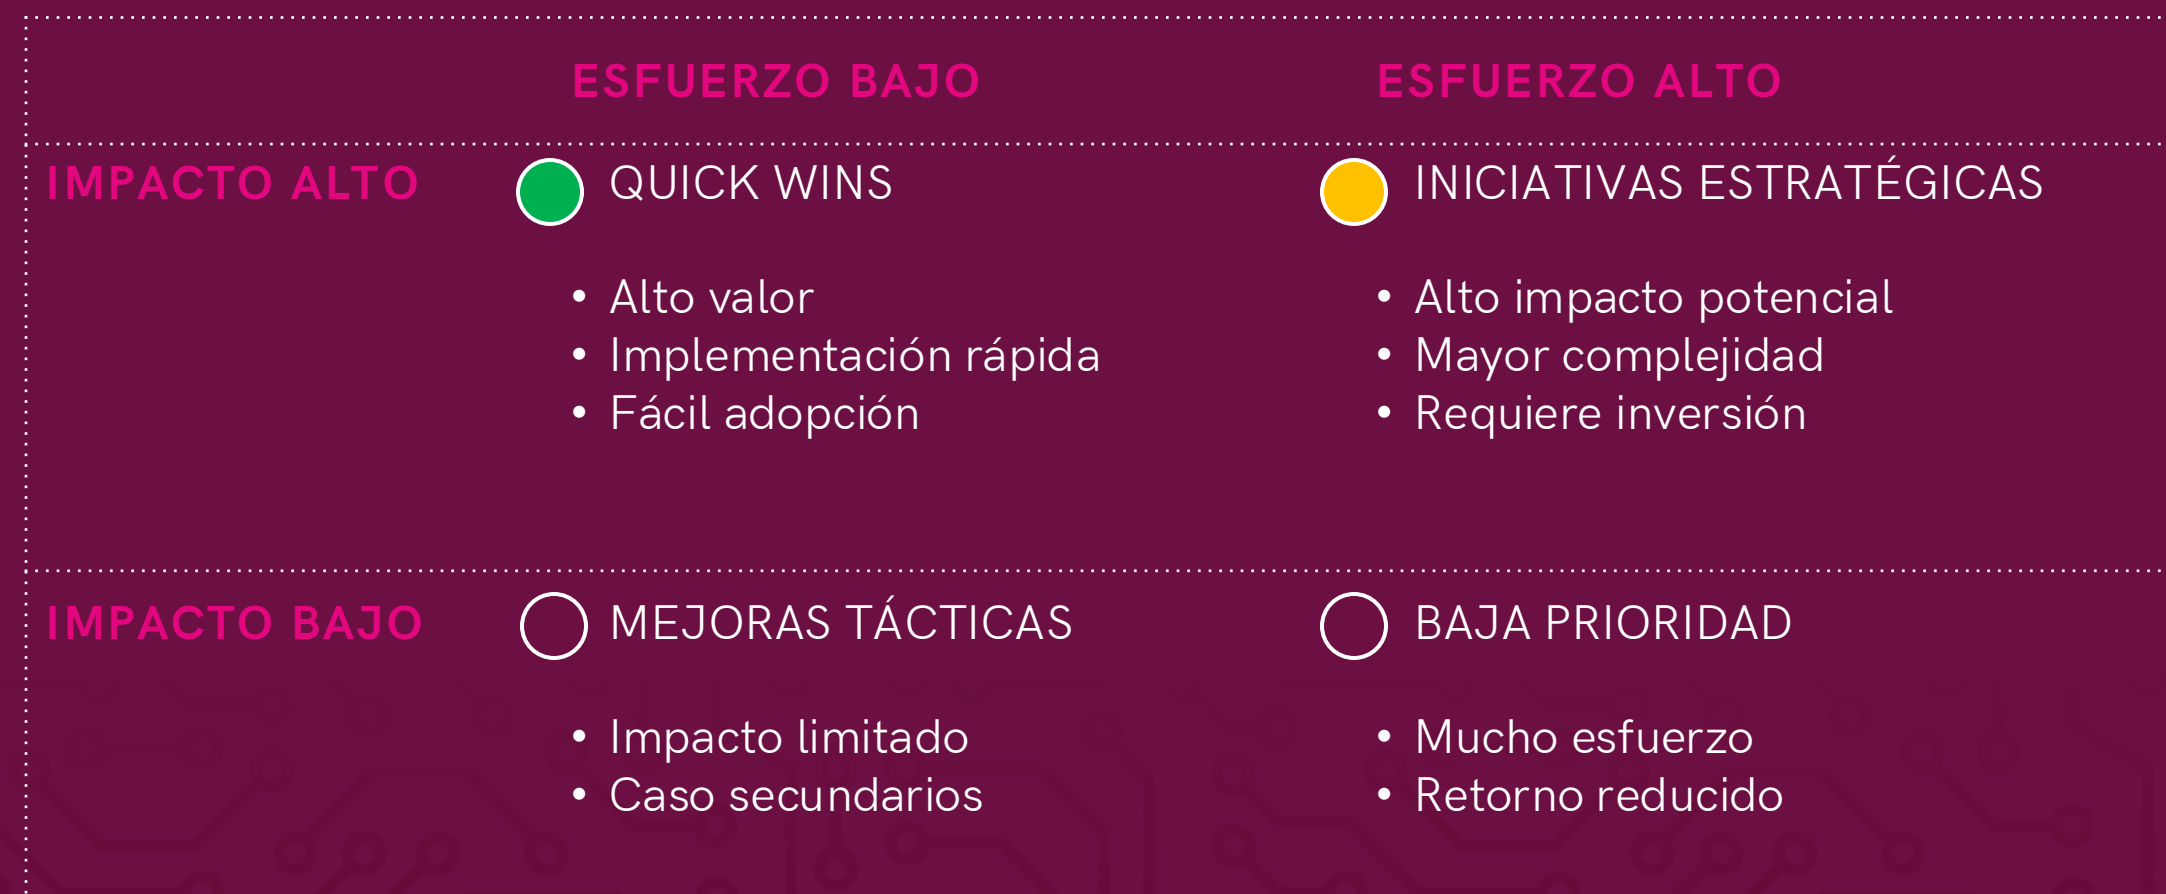 ESFUERZO BAJO
ESFUERZO ALTO
IMPACTO ALTO
QUICK WINS
• Alto valor
• Implementación rápida
• Fácil adopción
INICIATIVAS ESTRATÉGICAS
• Alto impacto potencial
• Mayor complejidad
• Requiere inversión
IMPACTO BAJO
MEJORAS TÁCTICAS
• Impacto limitado
• Caso secundarios
BAJA PRIORIDAD
• Mucho esfuerzo
• Retorno reducido